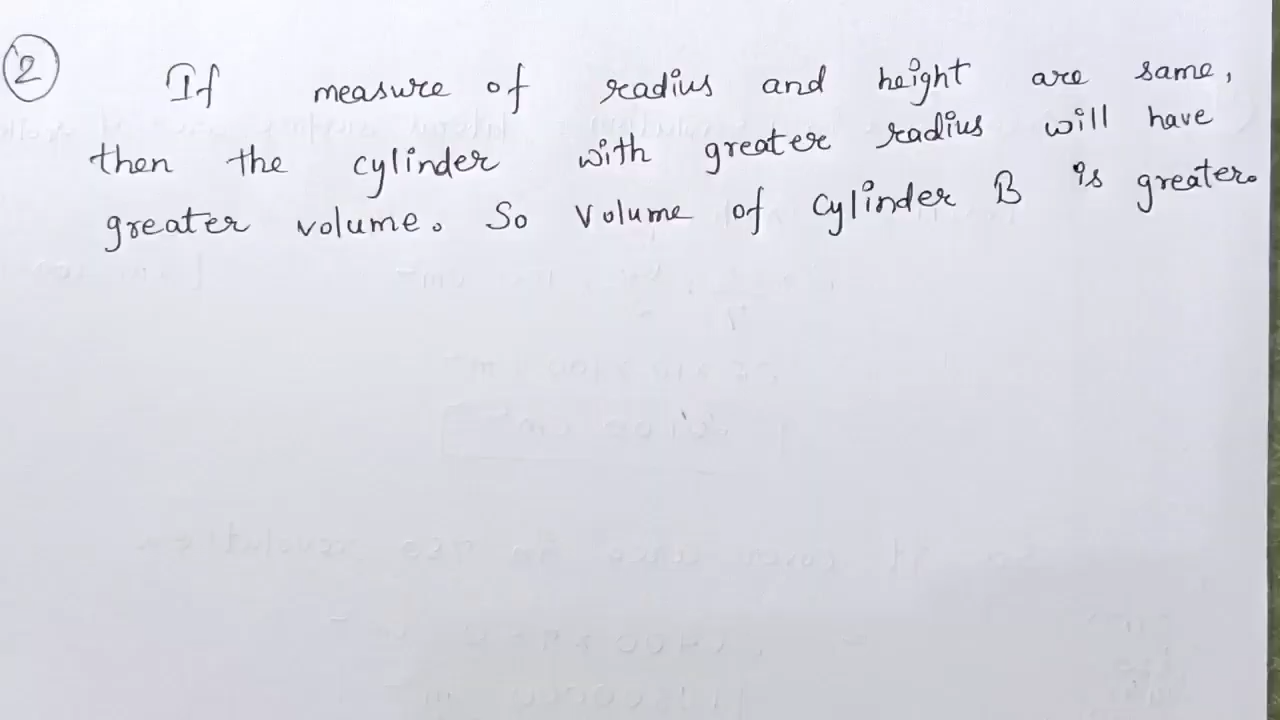 2
If measure of radius and height are same,
then the cylinder with greater radius will have
greater volume. So volume of cylinder B is greater.